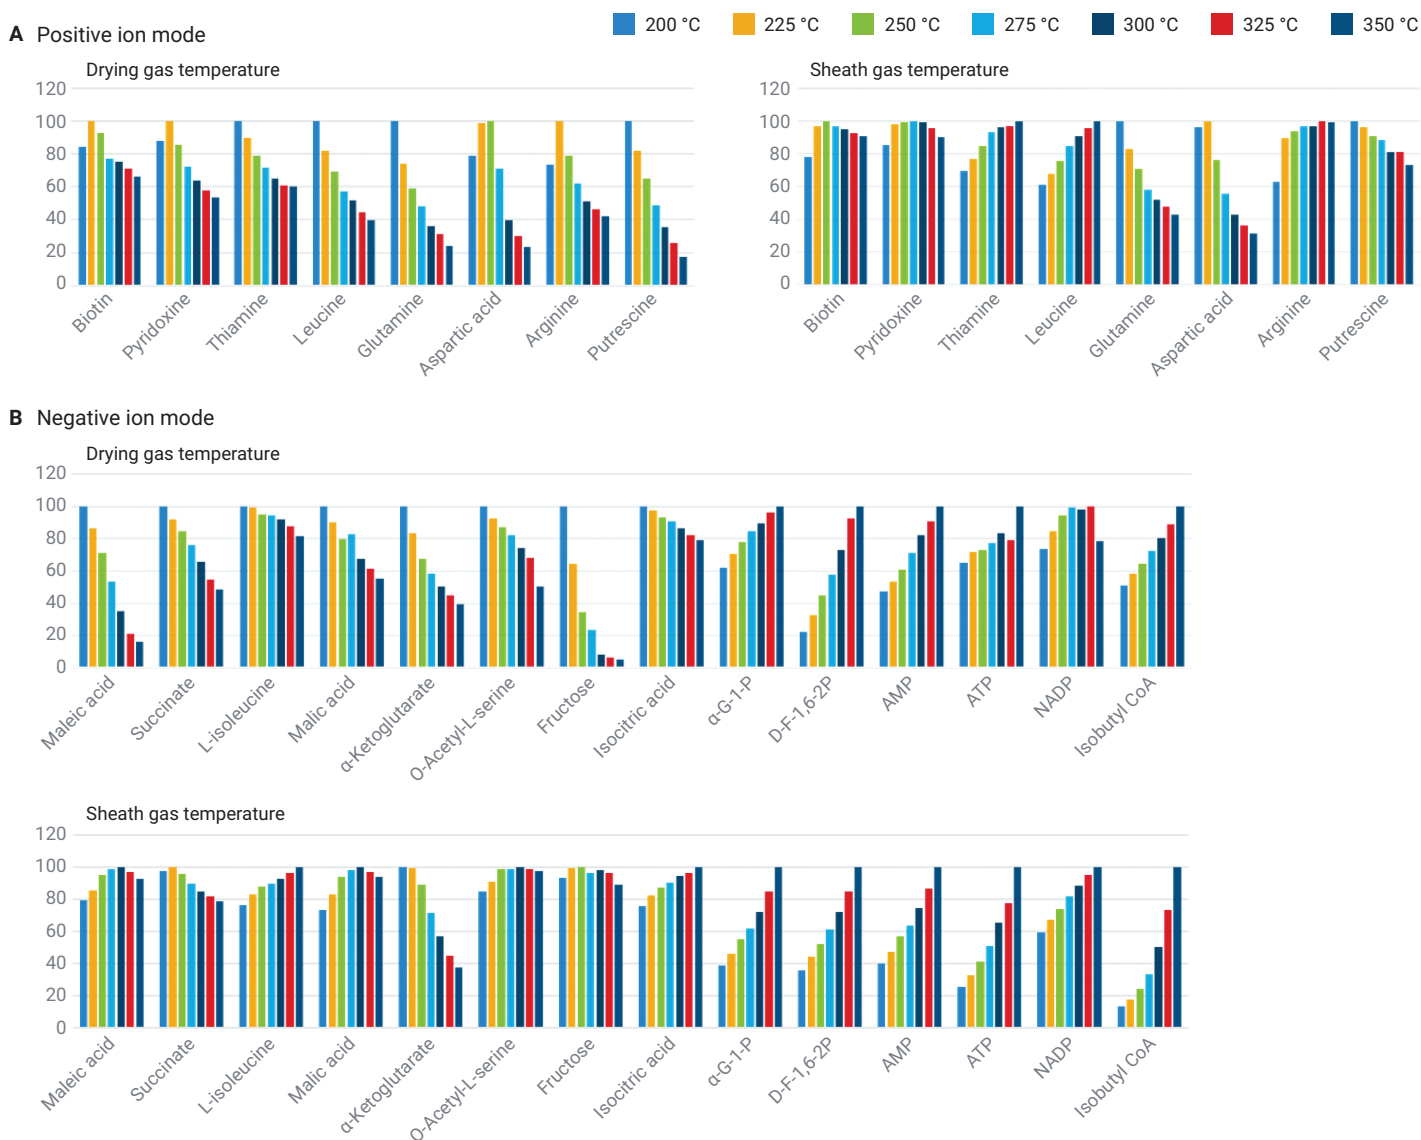 200 °C 225 °C 250 °C 275 °C 300 °C 325 °C 350 °C
A Positive ion mode
Drying gas temperature
120
100
80
60
40
20
0
Biotin
Pyridoxine
Thiamine
Leucine
Glutamine
Aspartic acid
Arginine
Putrescine
Sheath gas temperature
120
100
80
60
40
20
0
Biotin
Pyridoxine
Thiamine
Leucine
Glutamine
Aspartic acid
Arginine
Putrescine
B Negative ion mode
Drying gas temperature
120
100
80
60
40
20
0
Maleic acid
Succinate
L-isoleucine
Malic acid
α-Ketoglutarate
O-Acetyl-L-serine
Fructose
Isocitric acid
α-G-1-P
D-F-1,6-2P
AMP
ATP
NADP
Isobutyl CoA
Sheath gas temperature
120
100
80
60
40
20
0
Maleic acid
Succinate
L-isoleucine
Malic acid
α-Ketoglutarate
O-Acetyl-L-serine
Fructose
Isocitric acid
α-G-1-P
D-F-1,6-2P
AMP
ATP
NADP
Isobutyl CoA